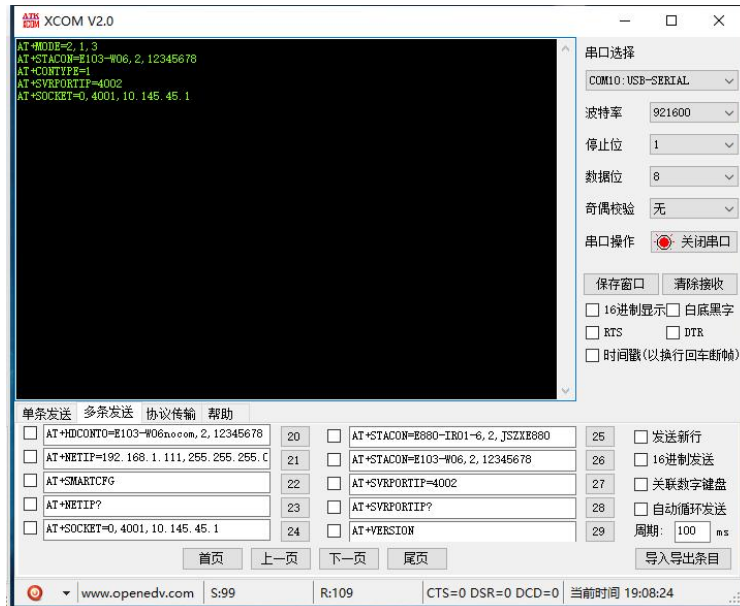 ATK XCOM XCOM V2.0
AT+MODE=2,1,3
AT+STACON=E103-W06,2,12345678
AT+CONTYPE=1
AT+SVRPORTIP=4002
AT+SOCKET=0,4001,10.145.45.1
串口选择
COM10:USB-SERIAL
波特率 921600
停止位 1
数据位 8
奇偶校验 无
串口操作 关闭串口
保存窗口 清除接收
16进制显示 白底黑字
RTS DTR
时间戳(以换行回车断帧)
单条发送 多条发送 协议传输 帮助
AT+HDCONTO=E103-W06nocom,2,12345678 20 AT+STACON=E880-IR01-6,2,JSZXE880 25 发送新行
AT+NETIP=192.168.1.111,255.255.255.0 21 AT+STACON=E103-W06,2,12345678 26 16进制发送
AT+SMARTCFG 22 AT+SVRPORTIP=4002 27 关联数字键盘
AT+NETIP? 23 AT+SVRPORTIP? 28 自动循环发送
AT+SOCKET=0,4001,10.145.45.1 24 AT+VERSION 29 周期: 100 ms
首页 上一页 下一页 尾页 导入导出条目
www.openedv.com S:99 R:109 CTS=0 DSR=0 DCD=0 当前时间 19:08:24